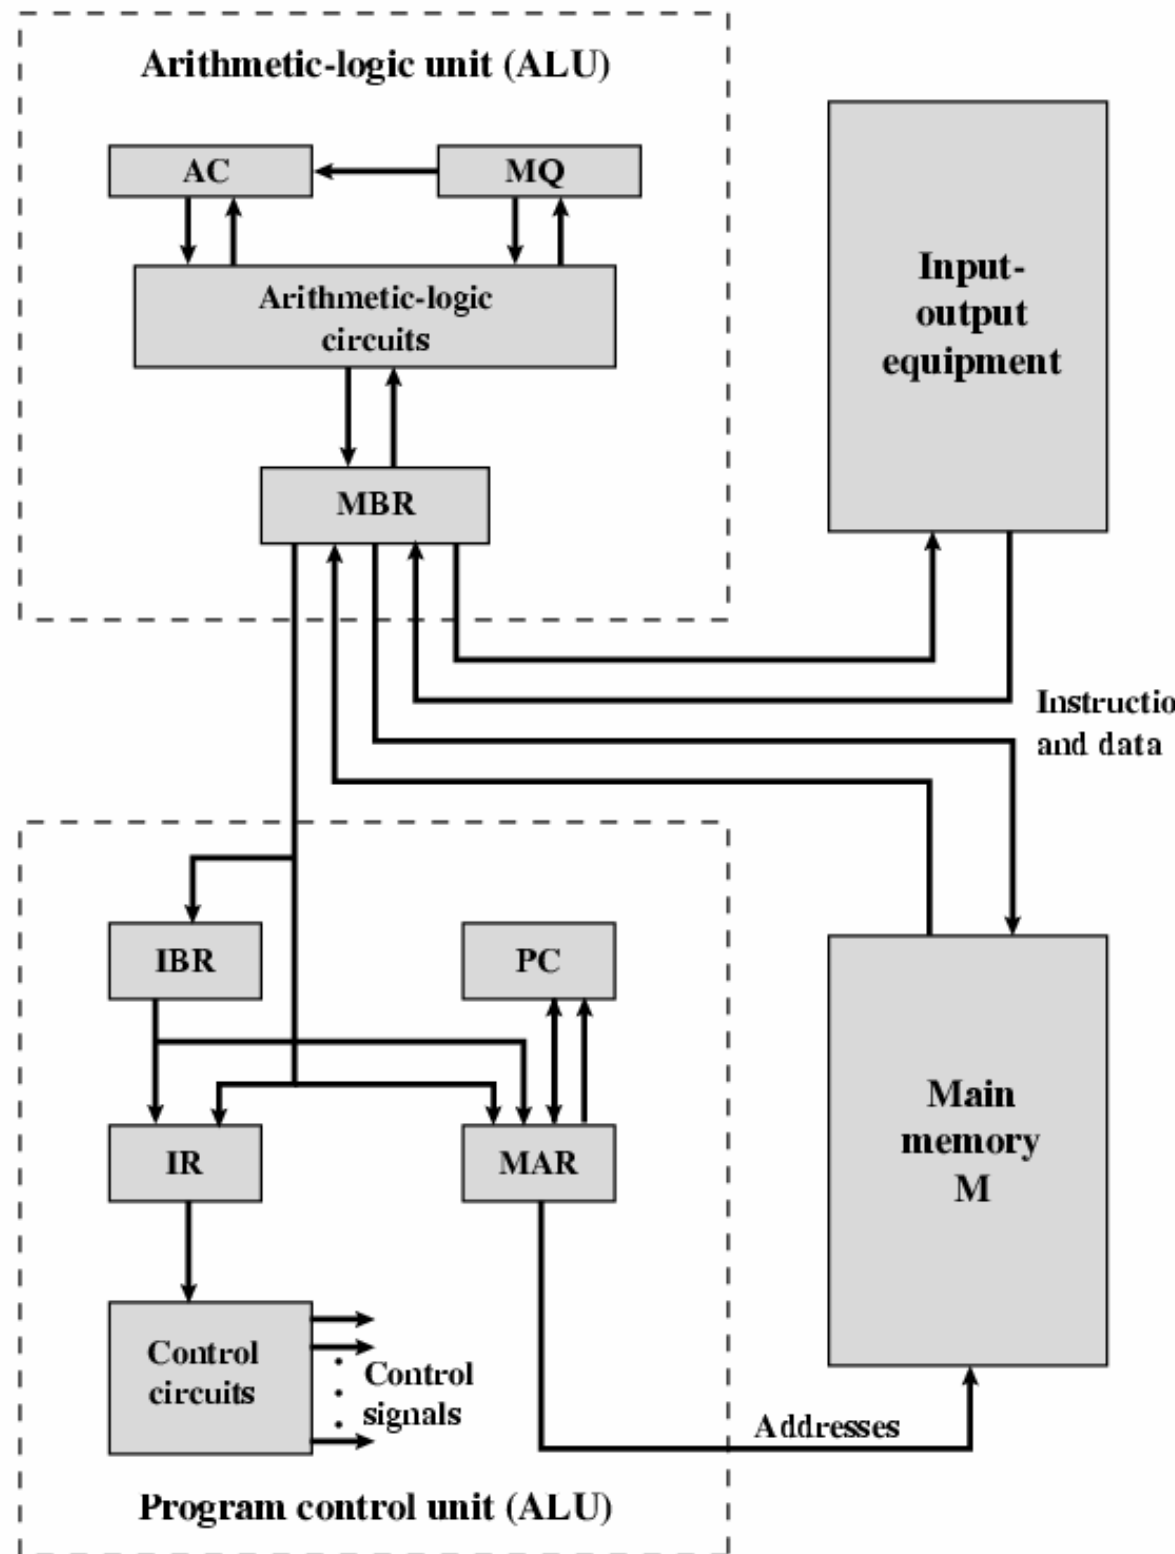 Arithmetic-logic unit (ALU)
AC
MQ
Arithmetic-logic
circuits
Input-
output
equipment
MBR
Instructio
and data
IBR
PC
IR
MAR
Main
memory
M
Control
circuits
Control
signals
Addresses
Program control unit (ALU)